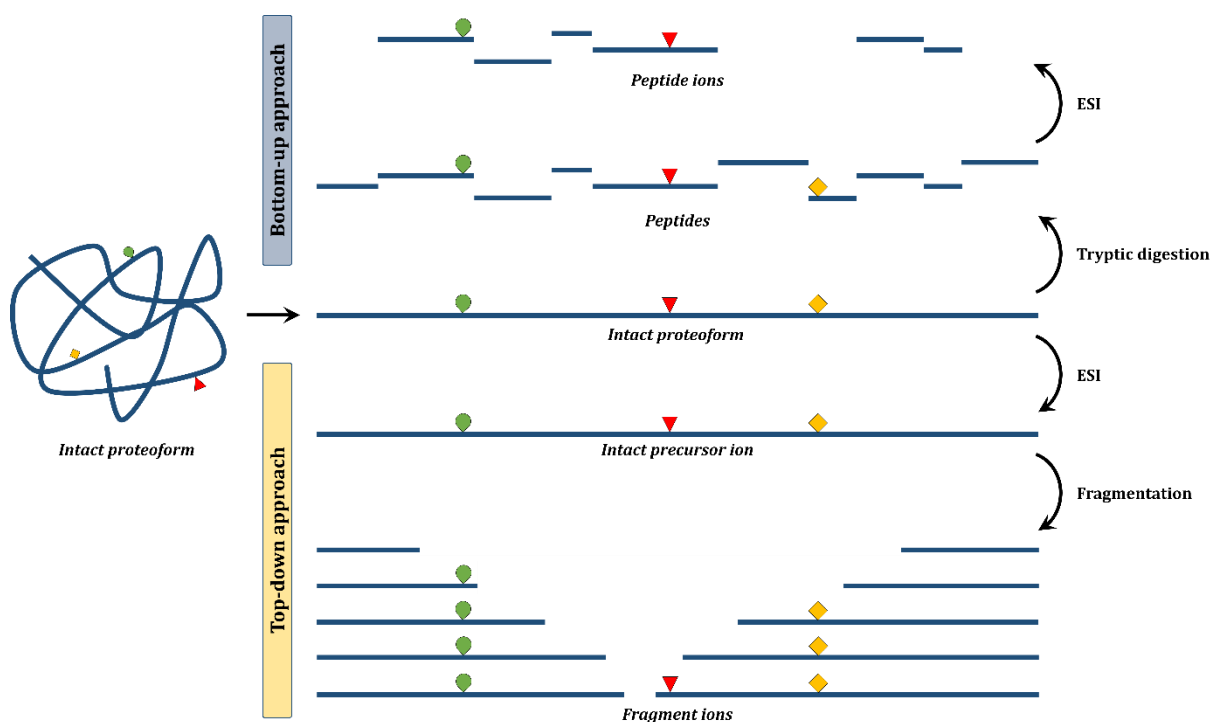 Bottom-up approach
Peptide ions
ESI
Peptides
Tryptic digestion
Intact proteoform
Intact proteoform
ESI
Top-down approach
Intact precursor ion
Fragmentation
Fragment ions